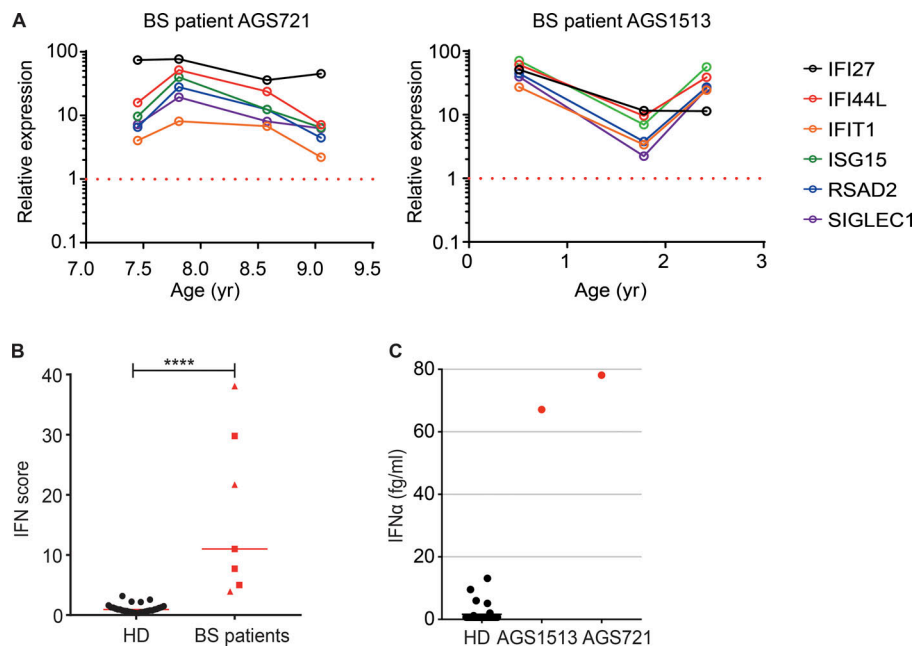 A
BS patient AGS721
BS patient AGS1513
Relative expression
100
10
1
0.1
7.0 7.5 8.0 8.5 9.0 9.5
Age (yr)
Relative expression
100
10
1
0.1
0 1 2 3
Age (yr)
IFI27
IFI44L
IFIT1
ISG15
RSAD2
SIGLEC1
B
****
IFN score
40
30
20
10
0
HD BS patients
C
IFNα (fg/ml)
80
60
40
20
0
HD AGS1513 AGS721